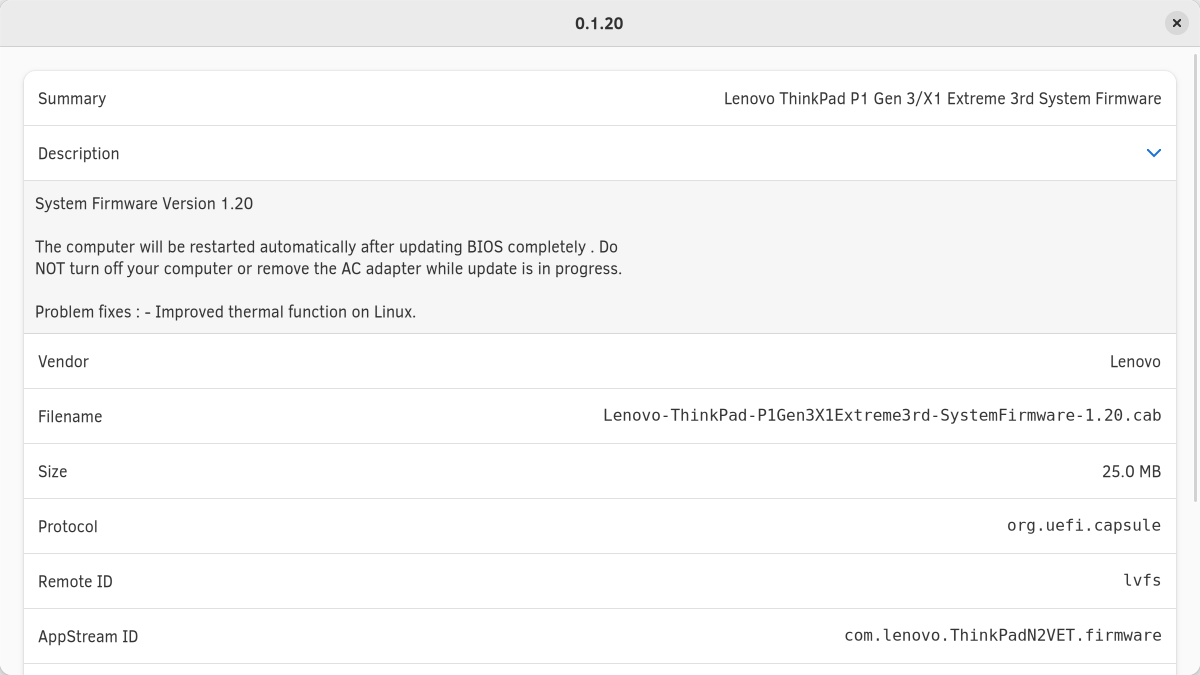 0.1.20
Summary
Lenovo ThinkPad P1 Gen 3/X1 Extreme 3rd System Firmware
Description
System Firmware Version 1.20
The computer will be restarted automatically after updating BIOS completely . Do
NOT turn off your computer or remove the AC adapter while update is in progress.
Problem fixes : - Improved thermal function on Linux.
Vendor
Lenovo
Filename
Lenovo-ThinkPad-P1Gen3X1Extreme3rd-SystemFirmware-1.20.cab
Size
25.0 MB
Protocol
org.uefi.capsule
Remote ID
lvfs
AppStream ID
com.lenovo.ThinkPadN2VET.firmware